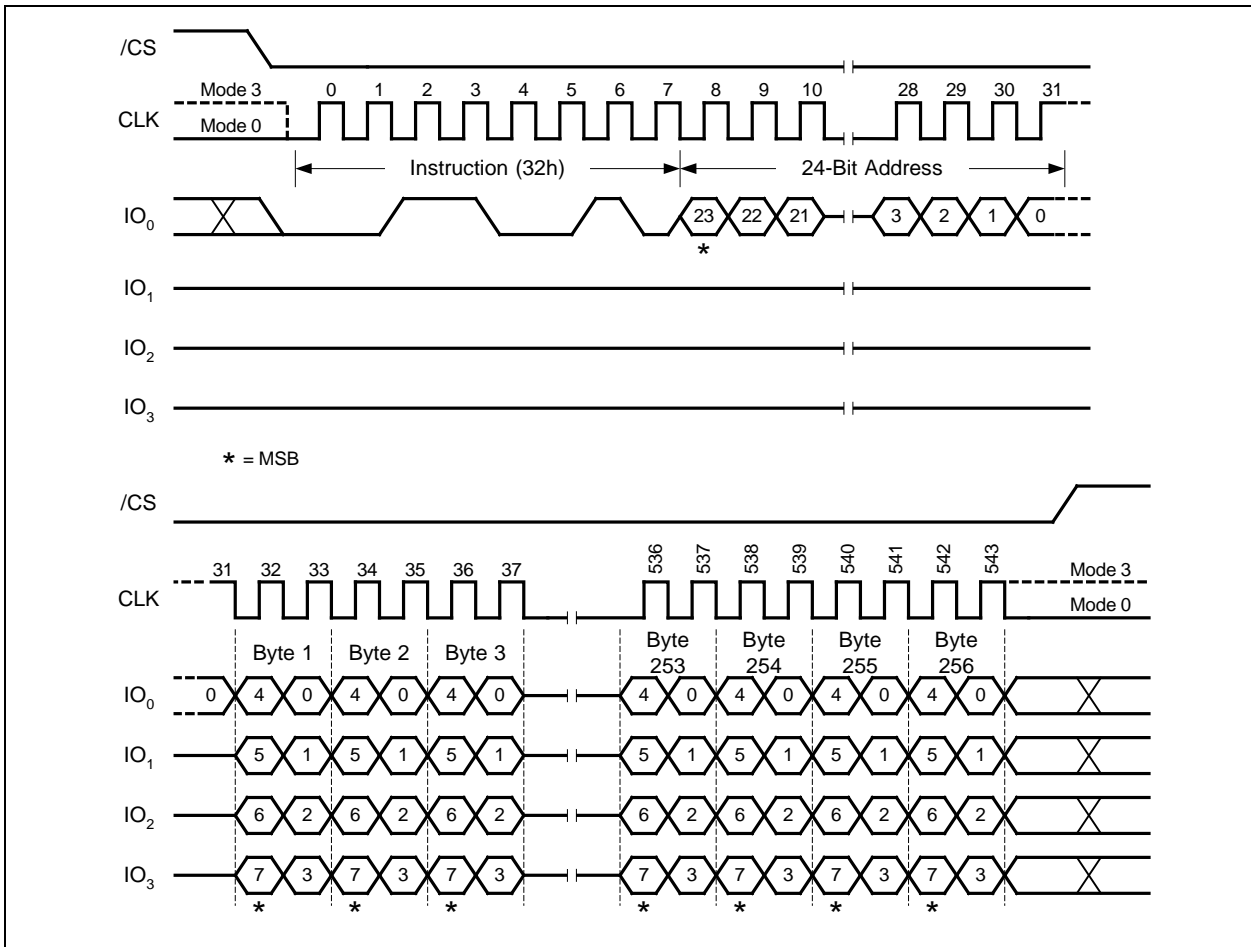 /CS
Mode 3 0 1 2 3 4 5 6 7 8 9 10 28 29 30 31
CLK
Mode 0
Instruction (32h) 24-Bit Address
IO0 23 22 21 3 2 1 0
*
IO1
IO2
IO3
* = MSB
/CS
31 32 33 34 35 36 37 536 537 538 539 540 541 542 543 Mode 3
CLK
Mode 0
Byte 1 Byte 2 Byte 3 Byte 253 Byte 254 Byte 255 Byte 256
IO0 0 4 0 4 0 4 0 4 0 4 0 4 0 4 0
IO1 5 1 5 1 5 1 5 1 5 1 5 1 5 1
IO2 6 2 6 2 6 2 6 2 6 2 6 2 6 2
IO3 7 3 7 3 7 3 7 3 7 3 7 3 7 3
* * * * * * *